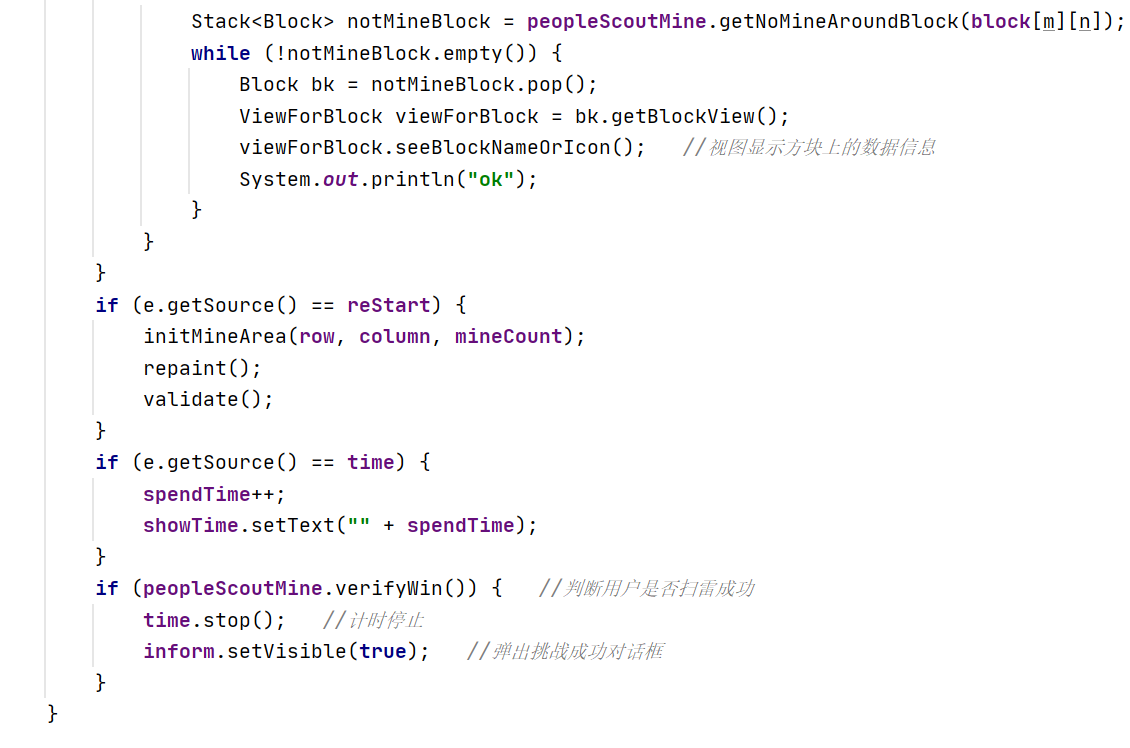 Stack<Block> notMineBlock = peopleScoutMine.getNoMineAroundBlock(block[m][n]);
while (!notMineBlock.empty()) {
Block bk = notMineBlock.pop();
ViewForBlock viewForBlock = bk.getBlockView();
viewForBlock.seeBlockNameOrIcon();   //视图显示方块上的数据信息
System.out.println("ok");
}
}
}
if (e.getSource() == reStart) {
initMineArea(row, column, mineCount);
repaint();
validate();
}
if (e.getSource() == time) {
spendTime++;
showTime.setText("" + spendTime);
}
if (peopleScoutMine.verifyWin()) {   //判断用户是否扫雷成功
time.stop();   //计时停止
inform.setVisible(true);   //弹出挑战成功对话框
}
}